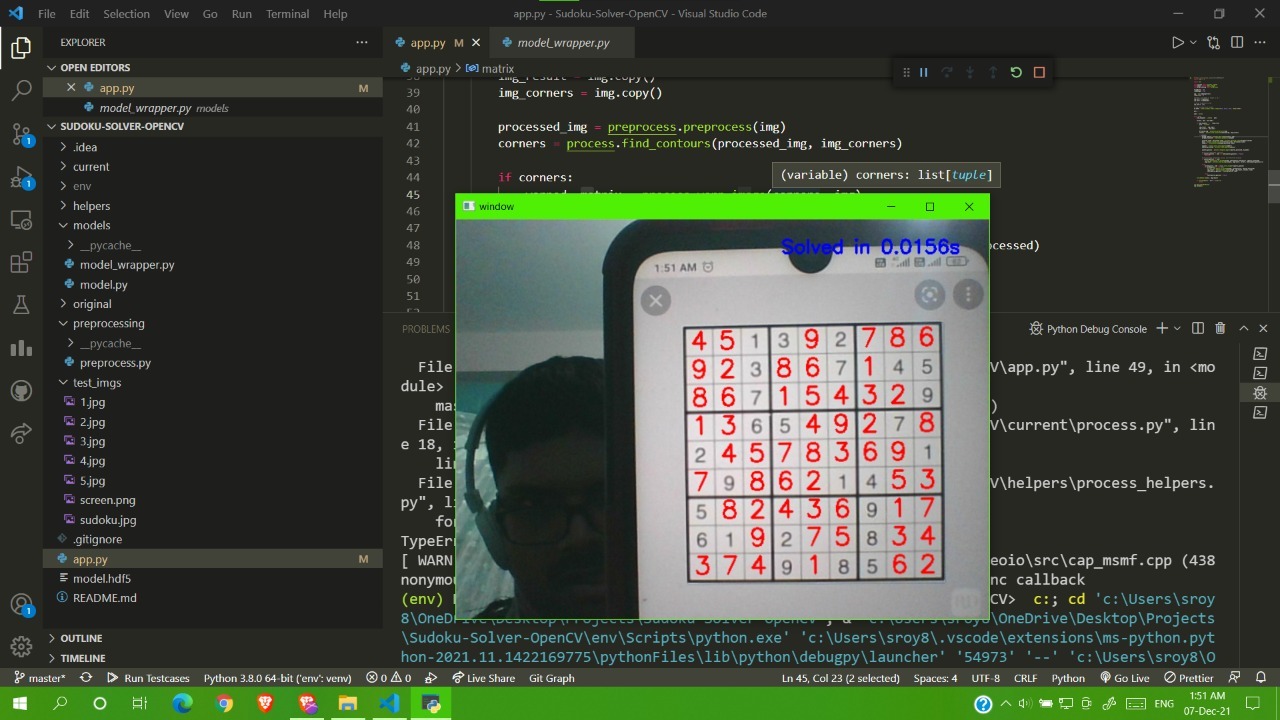 File Edit Selection View Go Run Terminal Help
app.py - Sudoku-Solver-OpenCV - Visual Studio Code
EXPLORER
OPEN EDITORS
app.py M
model_wrapper.py models
SUDOKU-SOLVER-OPENCV
.idea
current
env
helpers
models
__pycache__
model_wrapper.py
model.py
original
preprocessing
__pycache__
preprocess.py
test_imgs
1.jpg
2.jpg
3.jpg
4.jpg
5.jpg
screen.png
sudoku.jpg
.gitignore
app.py M
model.hdf5
README.md
OUTLINE
TIMELINE
app.py M
model_wrapper.py
app.py > matrix
img_result = img.copy()
39 img_corners = img.copy()
40
41 processed_img = preprocess.preprocess(img)
42 corners = process.find_contours(processed_img, img_corners)
43
44 if corners:
(variable) corners: list[tuple]
45
46
47
48 ocessed)
49
50
51
window
Solved in 0.0156s
1:51 AM
4 5 1 3 9 2 7 8 6
9 2 3 8 6 7 1 4 5
8 6 7 1 5 4 3 2 9
1 3 6 5 4 9 2 7 8
2 4 5 7 8 3 6 9 1
7 9 8 6 2 1 4 5 3
5 8 2 4 3 6 9 1 7
6 1 9 2 7 5 8 3 4
3 7 4 9 1 8 5 6 2
PROBLEMS
Python Debug Console
File V\app.py", line 49, in <mo
dule>
mas )
File V\current\process.py", lin
e 18,
lin
File V\helpers\process_helpers.
py", li
fo
TypeErr
[ WARN eoio\src\cap_msmf.cpp (438
nonymou nc callback
(env) CV> c:; cd 'c:\Users\sroy
8\OneDrive\Desktop\Projects\Sudoku-Solver-OpenCV'; & 'c:\Users\sroy8\OneDrive\Desktop\Projects
\Sudoku-Solver-OpenCV\env\Scripts\python.exe' 'c:\Users\sroy8\.vscode\extensions\ms-python.pyt
hon-2021.11.1422169775\pythonFiles\lib\python\debugpy\launcher' '54973' '--' 'c:\Users\sroy8\O
master* Run Testcases Python 3.8.0 64-bit ('env': venv) 0 0 Live Share Git Graph
Ln 45, Col 23 (2 selected) Spaces: 4 UTF-8 CRLF Python Go Live Prettier
ENG 1:51 AM
07-Dec-21